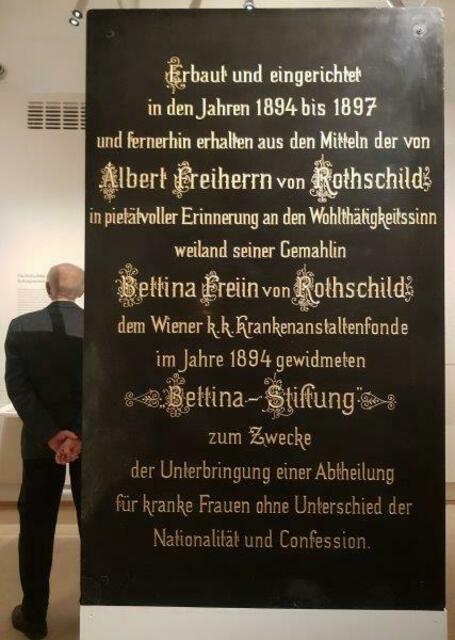 Erbaut und eingerichtet
in den Jahren 1894 bis 1897
und fernerhin erhalten aus den Mitteln der von
Albert Freiherrn von Rothschild,
in pietätvoller Erinnerung an den Wohlthätigkeitssinn
weiland seiner Gemahlin
Bettina Freiin von Rothschild,
dem Wiener k.k. Krankenanstaltenfonde
im Jahre 1894 gewidmeten
„Bettina-Stiftung"
zum Zwecke
der Unterbringung einer Abtheilung
für kranke Frauen ohne Unterschied der
Nationalität und Confession.